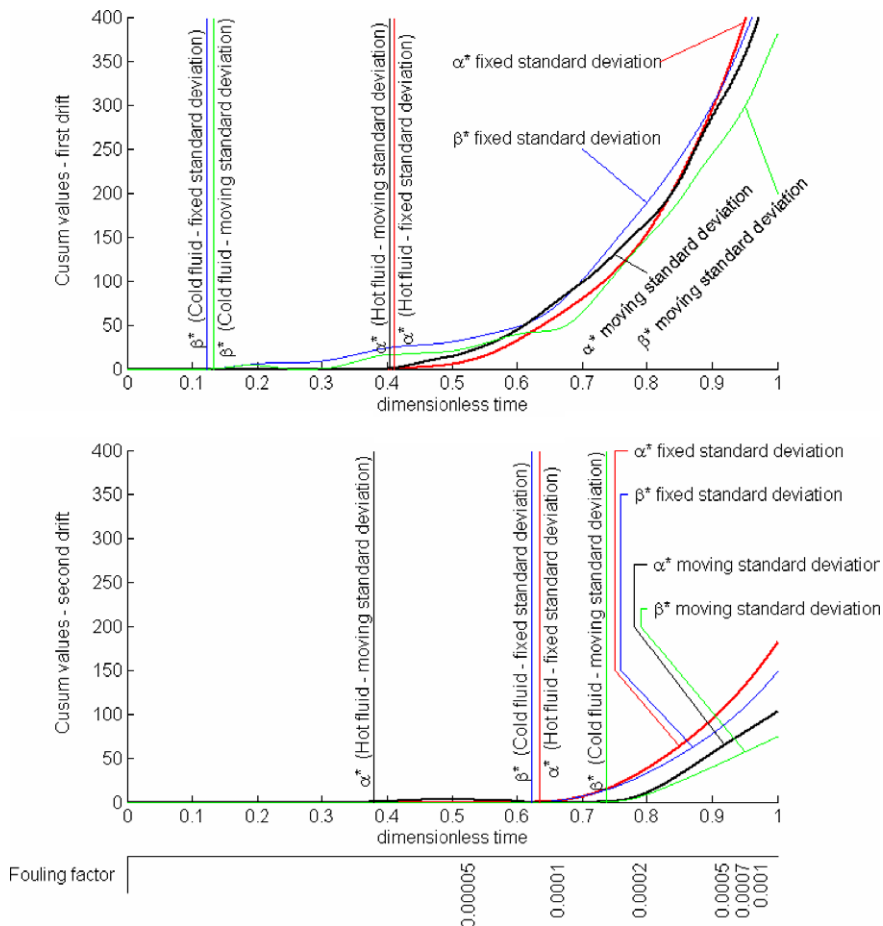 Cusum values - first drift
400
350
300
250
200
150
100
50
0
β* (Cold fluid - fixed standard deviation)
β* (Cold fluid - moving standard deviation)
α* (Hot fluid - moving standard deviation)
α* (Hot fluid - fixed standard deviation)
α* fixed standard deviation
β* fixed standard deviation
α* moving standard deviation
β* moving standard deviation
0 0.1 0.2 0.3 0.4 0.5 0.6 0.7 0.8 0.9 1
dimensionless time
Cusum values - second drift
400
350
300
250
200
150
100
50
0
α* (Hot fluid - moving standard deviation)
β* (Cold fluid - fixed standard deviation)
α* (Hot fluid - fixed standard deviation)
β* (Cold fluid - moving standard deviation)
α* fixed standard deviation
β* fixed standard deviation
α* moving standard deviation
β* moving standard deviation
0 0.1 0.2 0.3 0.4 0.5 0.6 0.7 0.8 0.9 1
dimensionless time
Fouling factor
0.00005
0.0001
0.0002
0.0005
0.0007
0.001